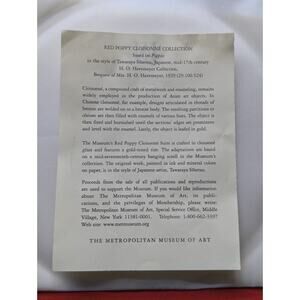 RED POPPY CLOISONNÉ COLLECTION
based on Poppies
in the style of Tawaraya Sōsetsu, Japanese, mid-17th century
H. O. Havemeyer Collection,
Bequest of Mrs. H. O. Havemeyer, 1929 (29.100.524)
Cloisonné, a compound craft of metalwork and enameling, remains
widely employed in the production of Asian art objects. In
Chinese cloisonné, for example, designs articulated in threads of
bronze are welded on to a bronze body. The resulting partitions or
cloisons are then filled with enamels of various hues. The object is
then fired and burnished until the sections' edges are prominent
and level with the enamel. Lastly, the object is leafed in gold.
The Museum's Red Poppy Cloisonné Suite is crafted in cloisonné
glass and features a gold-toned rim. The adaptations are based
on a mid-seventeenth-century hanging scroll in the Museum's
collection. The original work, painted in ink and mineral colors
on paper, is in the style of Japanese artist, Tawaraya Sōsetsu.
Proceeds from the sale of all publications and reproductions
are used to support the Museum. If you would like information
about The Metropolitan Museum of Art, its public-
ations, and the privileges of Membership, please write:
The Metropolitan Museum of Art, Special Service Office, Middle
Village, New York 11381-0001. Telephone: 1-800-662-3397
Web site: www.metmuseum.org
THE METROPOLITAN MUSEUM OF ART